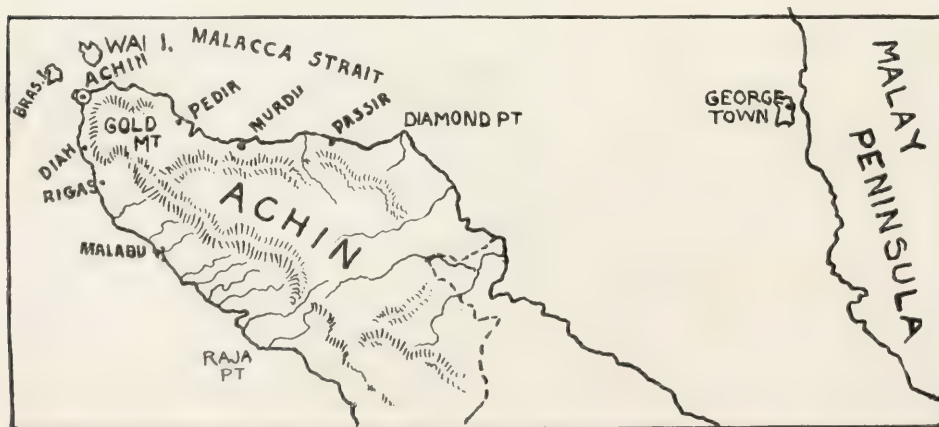 WAI I.
MALACCA STRAIT
BRAS. I.
ACHIN
PEDIR
MURDU
PASSIR
DIAMOND PT
GOLD
MT
DIAH
RIGAS
ACHIN
MALABU
RAJA
PT
GEORGE
TOWN
MALAY
PENINSULA